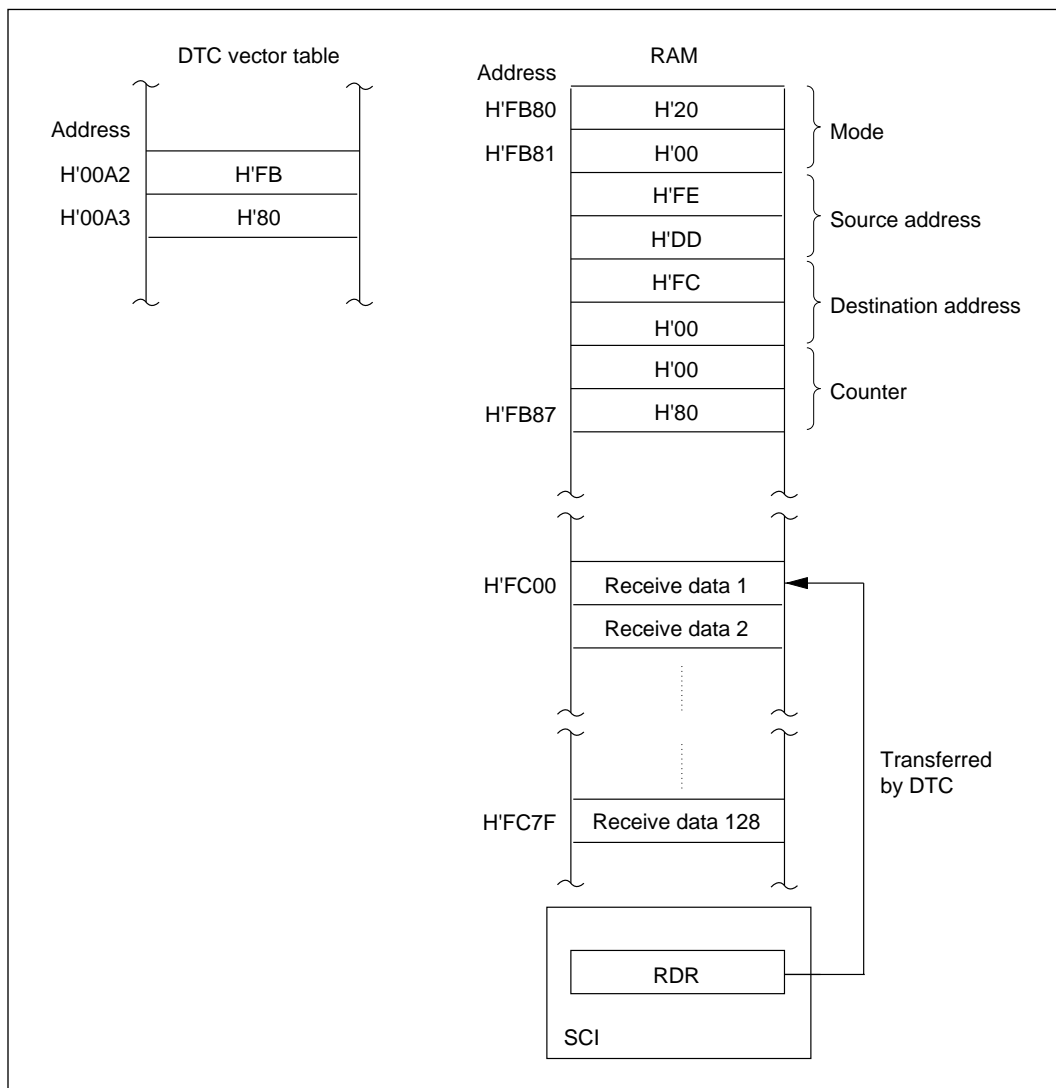 DTC vector table
Address
H'00A2 H'FB
H'00A3 H'80
RAM
Address
H'FB80 H'20
Mode
H'FB81 H'00
H'FE
Source address
H'DD
H'FC
Destination address
H'00
H'00
Counter
H'FB87 H'80
H'FC00 Receive data 1
Receive data 2
Transferred
by DTC
H'FC7F Receive data 128
RDR
SCI